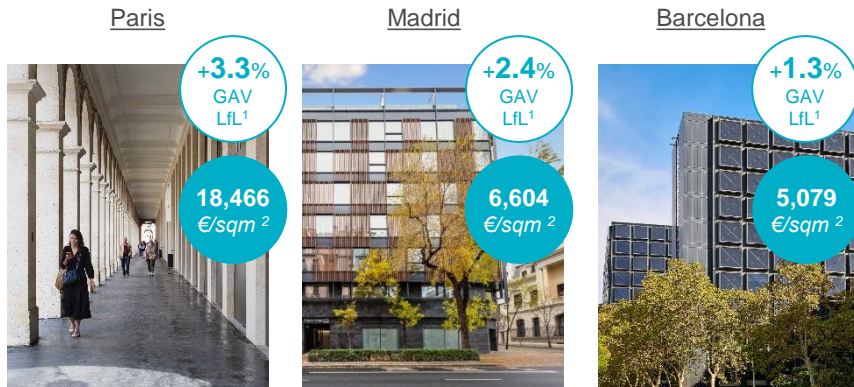 Paris
+3.3%
GAV
LfL¹
18,466
€/sqm ²
Madrid
+2.4%
GAV
LfL¹
6,604
€/sqm ²
Barcelona
+1.3%
GAV
LfL¹
5,079
€/sqm ²